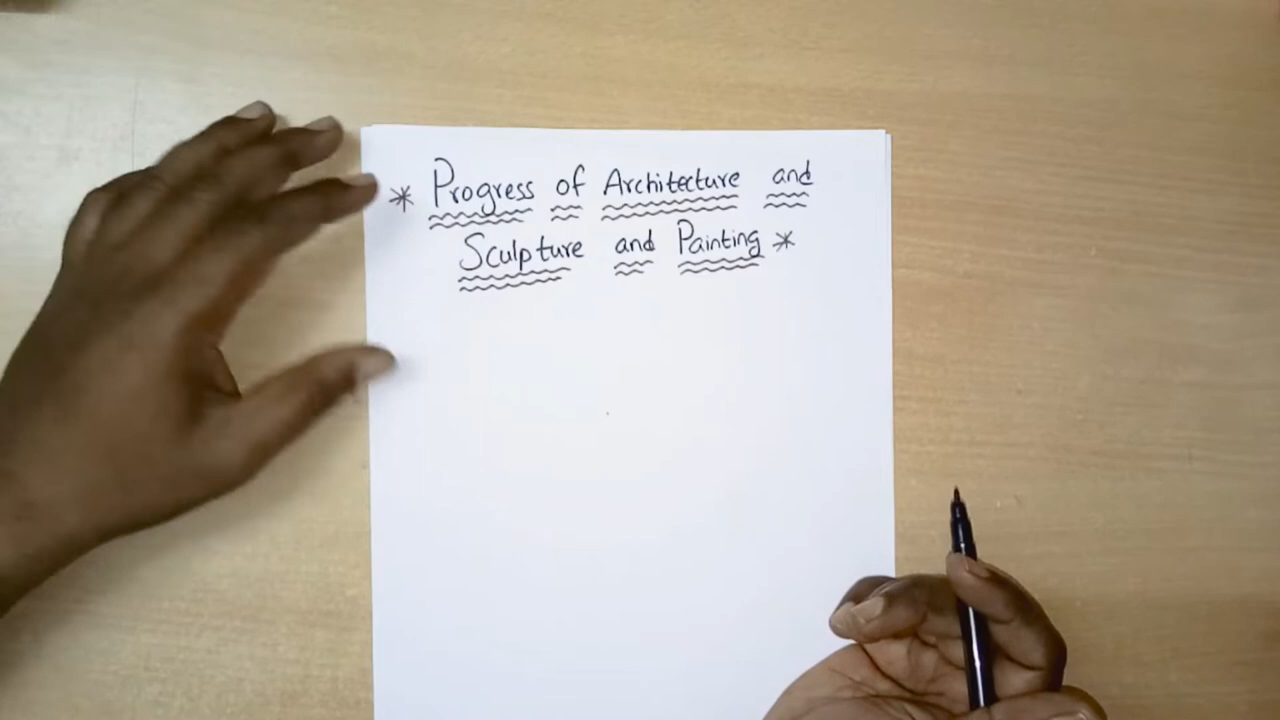 * Progress of Architecture and
Sculpture and Painting *